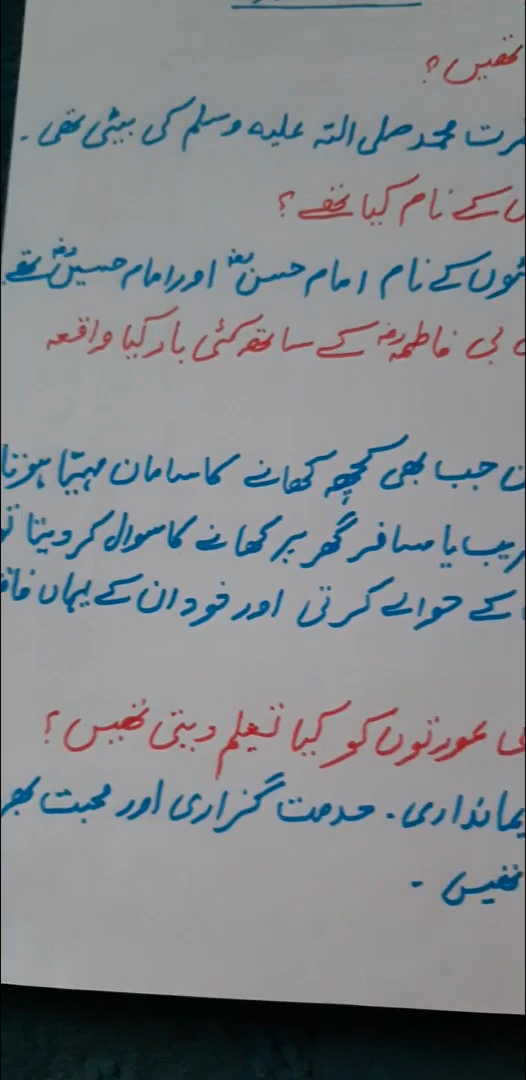 تھیں؟
حضرت محمد صلی اللہ علیہ وسلم کی بیٹی تھی۔
کے نام کیا تھے؟
کے نام امام حسنؓ اور امام حسینؓ تھے
بی فاطمہؓ کے ساتھ کئی بار کیا واقعہ
جب بھی کچھ کھانے کا سامان مہیّا ہوتا
یا مسافر گھر پر کھانے کا سوال کر دیتا تو
کے حوالے کرتی اور خود ان کے یہاں
عورتوں کو کیا تعلیم دیتی تھیں؟
ایمانداری۔ خدمت گزاری اور محبت
تھیں۔